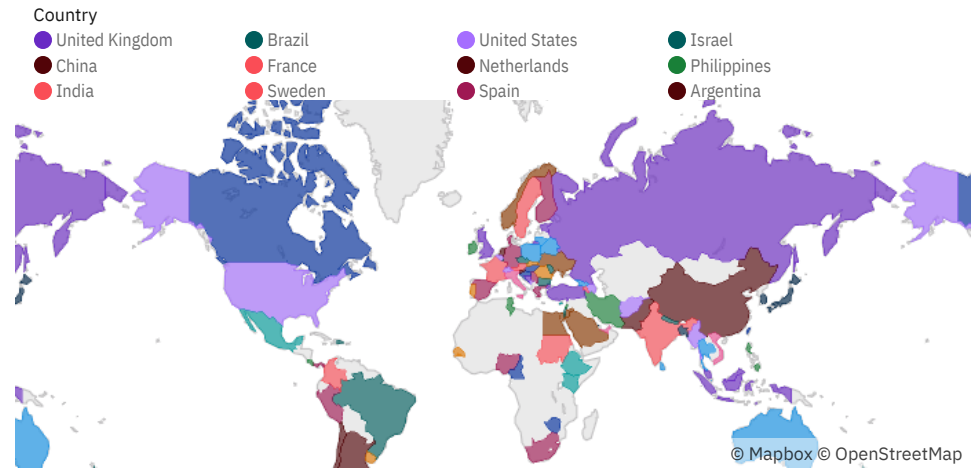 Country
United Kingdom Brazil United States Israel
China France Netherlands Philippines
India Sweden Spain Argentina
© Mapbox © OpenStreetMap